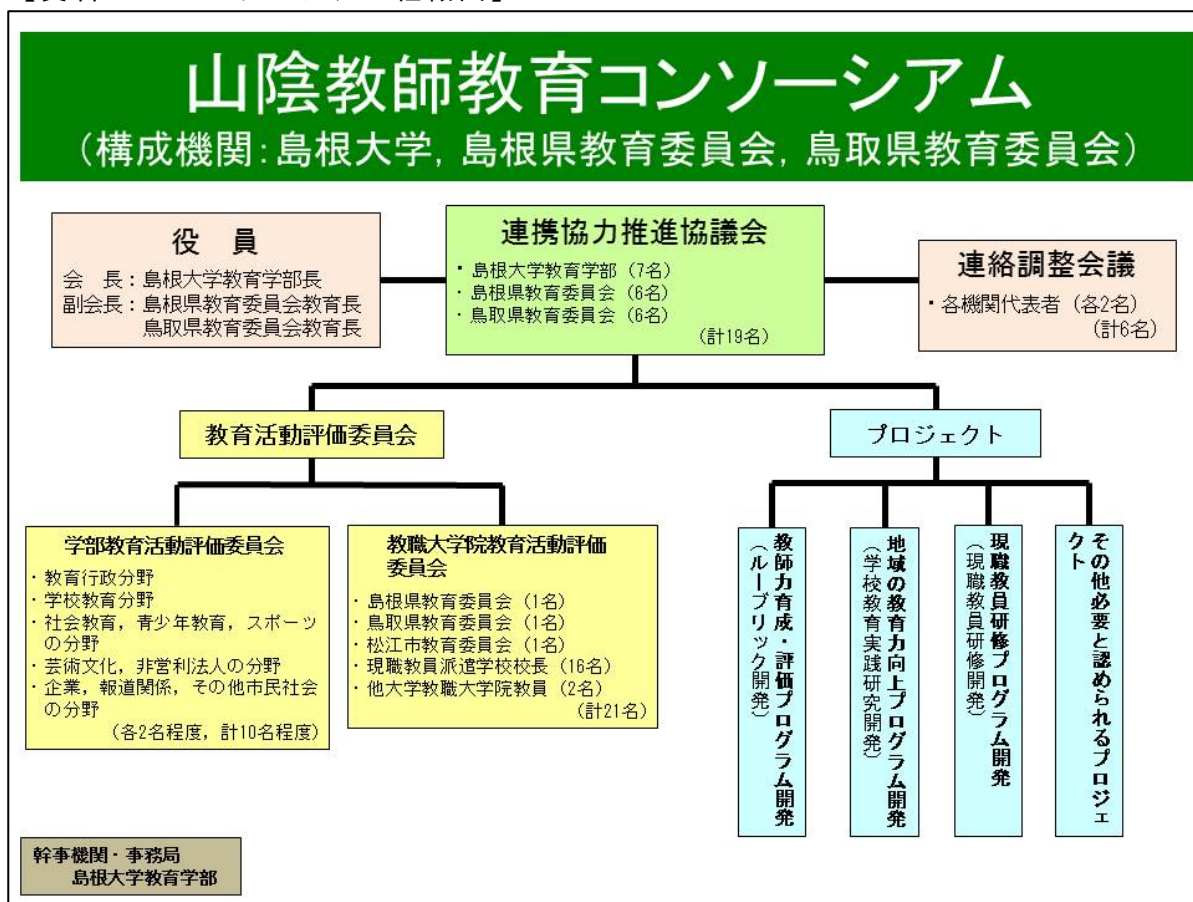 山陰教師教育コンソーシアム
（構成機関：島根大学，島根県教育委員会，鳥取県教育委員会）
役　員
会　長：島根大学教育学部長
副会長：島根県教育委員会教育長
鳥取県教育委員会教育長
連携協力推進協議会
・島根大学教育学部（7名）
・島根県教育委員会（6名）
・鳥取県教育委員会（6名）
（計19名）
連絡調整会議
・各機関代表者（各2名）
（計6名）
教育活動評価委員会
プロジェクト
学部教育活動評価委員会
・教育行政分野
・学校教育分野
・社会教育，青少年教育，スポーツ
の分野
・芸術文化，非営利法人の分野
・企業，報道関係，その他市民社会
の分野
（各2名程度，計10名程度）
教職大学院教育活動評価
委員会
・島根県教育委員会（1名）
・鳥取県教育委員会（1名）
・松江市教育委員会（1名）
・現職教員派遣学校校長（16名）
・他大学教職大学院教員（2名）
（計21名）
教師力育成・評価プログラム開発
（ルーブリック開発）
地域の教育力向上プログラム開発
（学校教育実践研究開発）
現職教員研修プログラム開発
（現職教員研修開発）
その他必要と認められるプロジェ
クト
幹事機関・事務局
島根大学教育学部